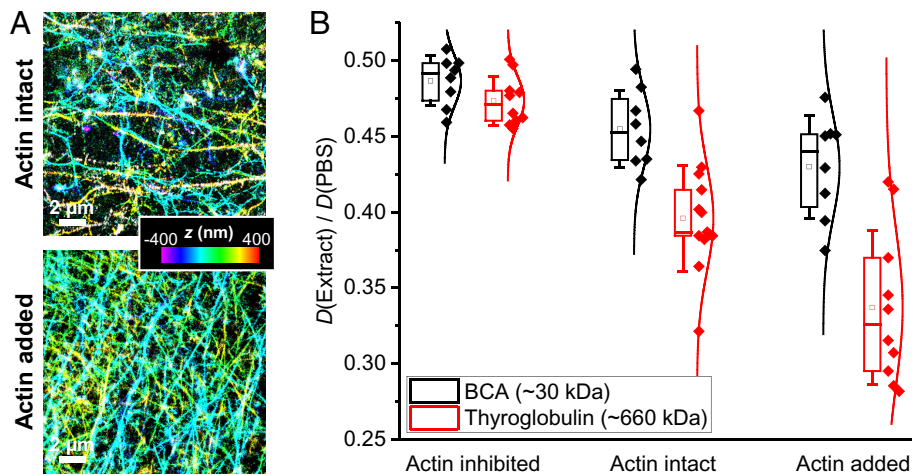 A
Actin intact
2 μm
z (nm)
-400
400
Actin added
2 μm
B
D(Extract) / D(PBS)
0.50
0.45
0.40
0.35
0.30
0.25
BCA (~30 kDa)
Thyroglobulin (~660 kDa)
Actin inhibited
Actin intact
Actin added